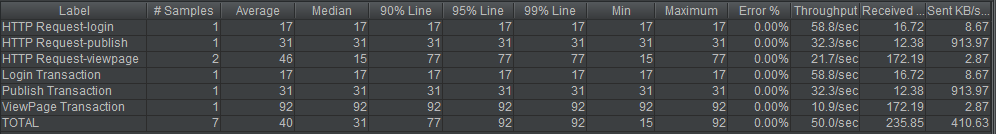 Label # Samples Average Median 90% Line 95% Line 99% Line Min Maximum Error % Throughput Received ... Sent KB/s...
HTTP Request-login 1 17 17 17 17 17 17 17 0.00% 58.8/sec 16.72 8.67
HTTP Request-publish 1 31 31 31 31 31 31 31 0.00% 32.3/sec 12.38 913.97
HTTP Request-viewpage 2 46 15 77 77 77 15 77 0.00% 21.7/sec 172.19 2.87
Login Transaction 1 17 17 17 17 17 17 17 0.00% 58.8/sec 16.72 8.67
Publish Transaction 1 31 31 31 31 31 31 31 0.00% 32.3/sec 12.38 913.97
ViewPage Transaction 1 92 92 92 92 92 92 92 0.00% 10.9/sec 172.19 2.87
TOTAL 7 40 31 77 92 92 15 92 0.00% 50.0/sec 235.85 410.63